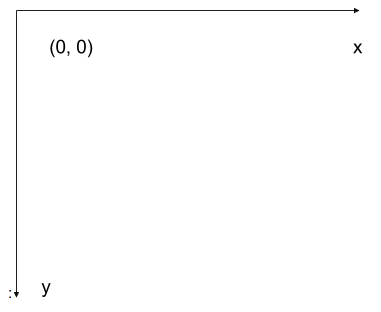 (0, 0) x
: y